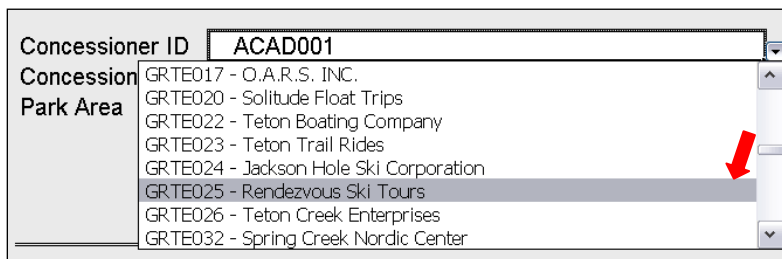 Concessioner ID ACAD001
Concession
Park Area
GRTE017 - O.A.R.S. INC.
GRTE020 - Solitude Float Trips
GRTE022 - Teton Boating Company
GRTE023 - Teton Trail Rides
GRTE024 - Jackson Hole Ski Corporation
GRTE025 - Rendezvous Ski Tours
GRTE026 - Teton Creek Enterprises
GRTE032 - Spring Creek Nordic Center